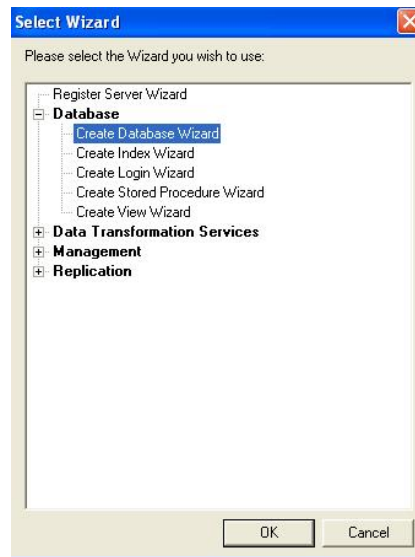 Select Wizard
Please select the Wizard you wish to use:
Register Server Wizard
Database
Create Database Wizard
Create Index Wizard
Create Login Wizard
Create Stored Procedure Wizard
Create View Wizard
Data Transformation Services
Management
Replication
OK
Cancel